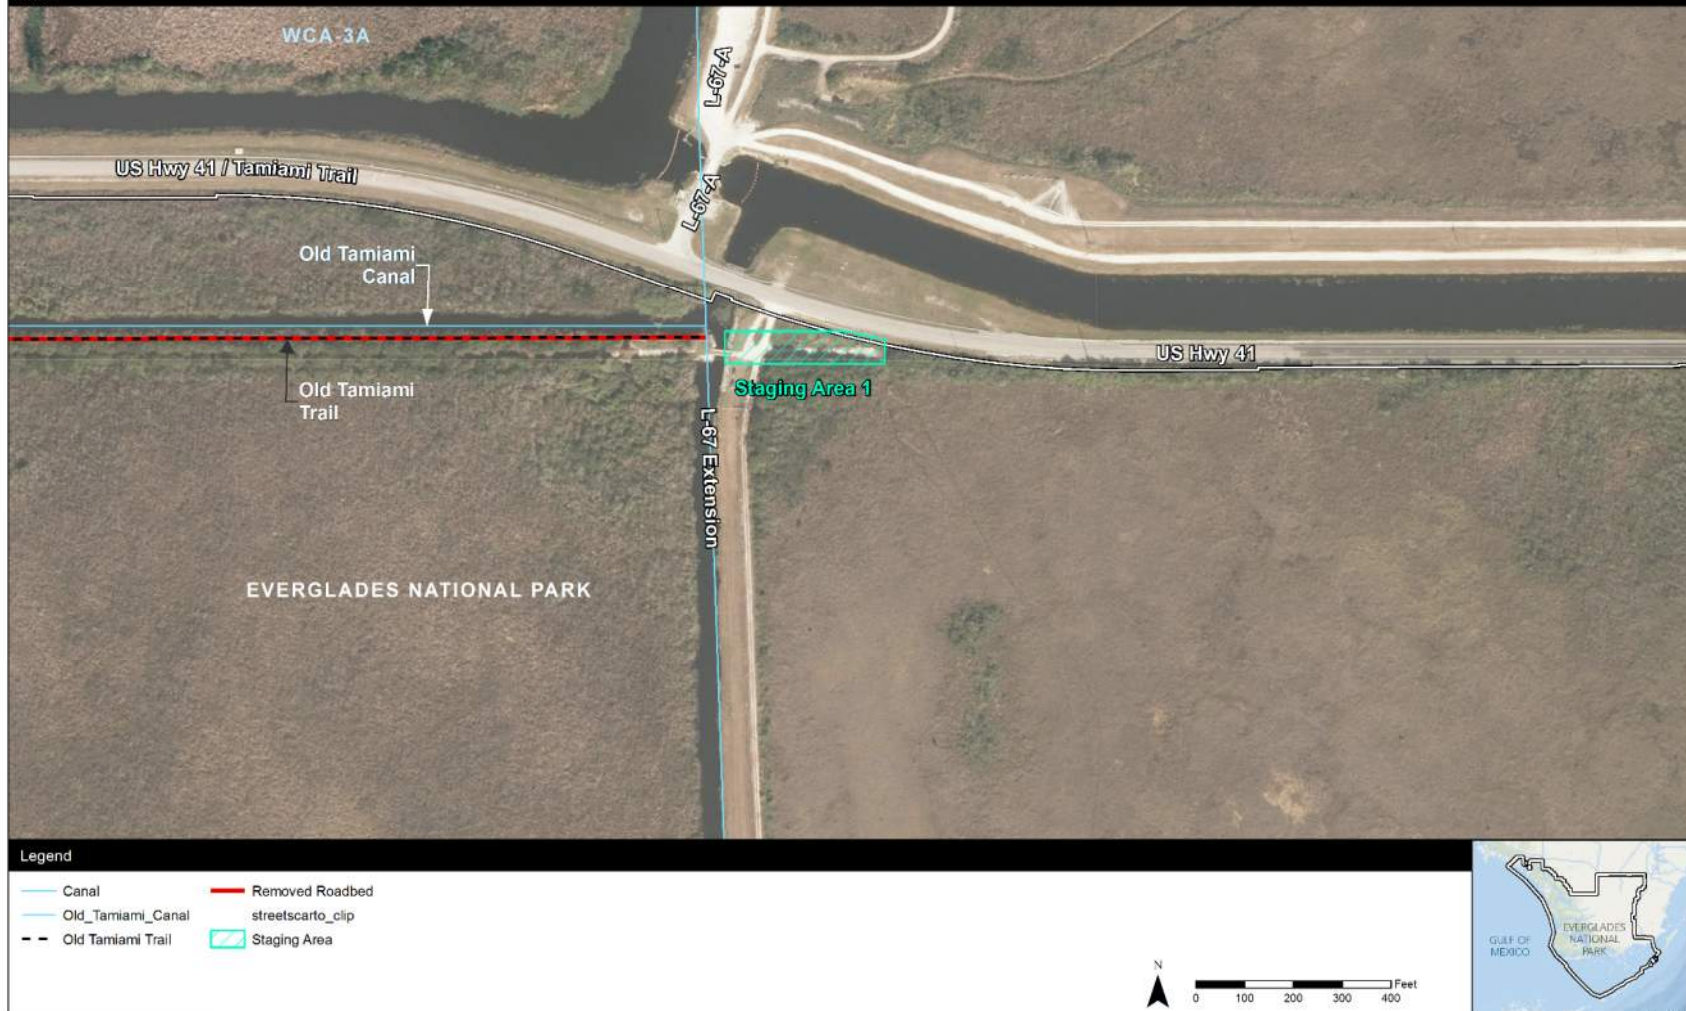 WCA-3A
L-67-A
US Hwy 41 / Tamiami Trail
L-67-A
Old Tamiami
Canal
US Hwy 41
Staging Area 1
Old Tamiami
Trail
L-67 Extension
EVERGLADES NATIONAL PARK
Legend
Canal
Old_Tamiami_Canal
Old Tamiami Trail
Removed Roadbed
streetscarto_clip
Staging Area
N
Feet
0 100 200 300 400
GULF OF
MEXICO
EVERGLADES
NATIONAL
PARK